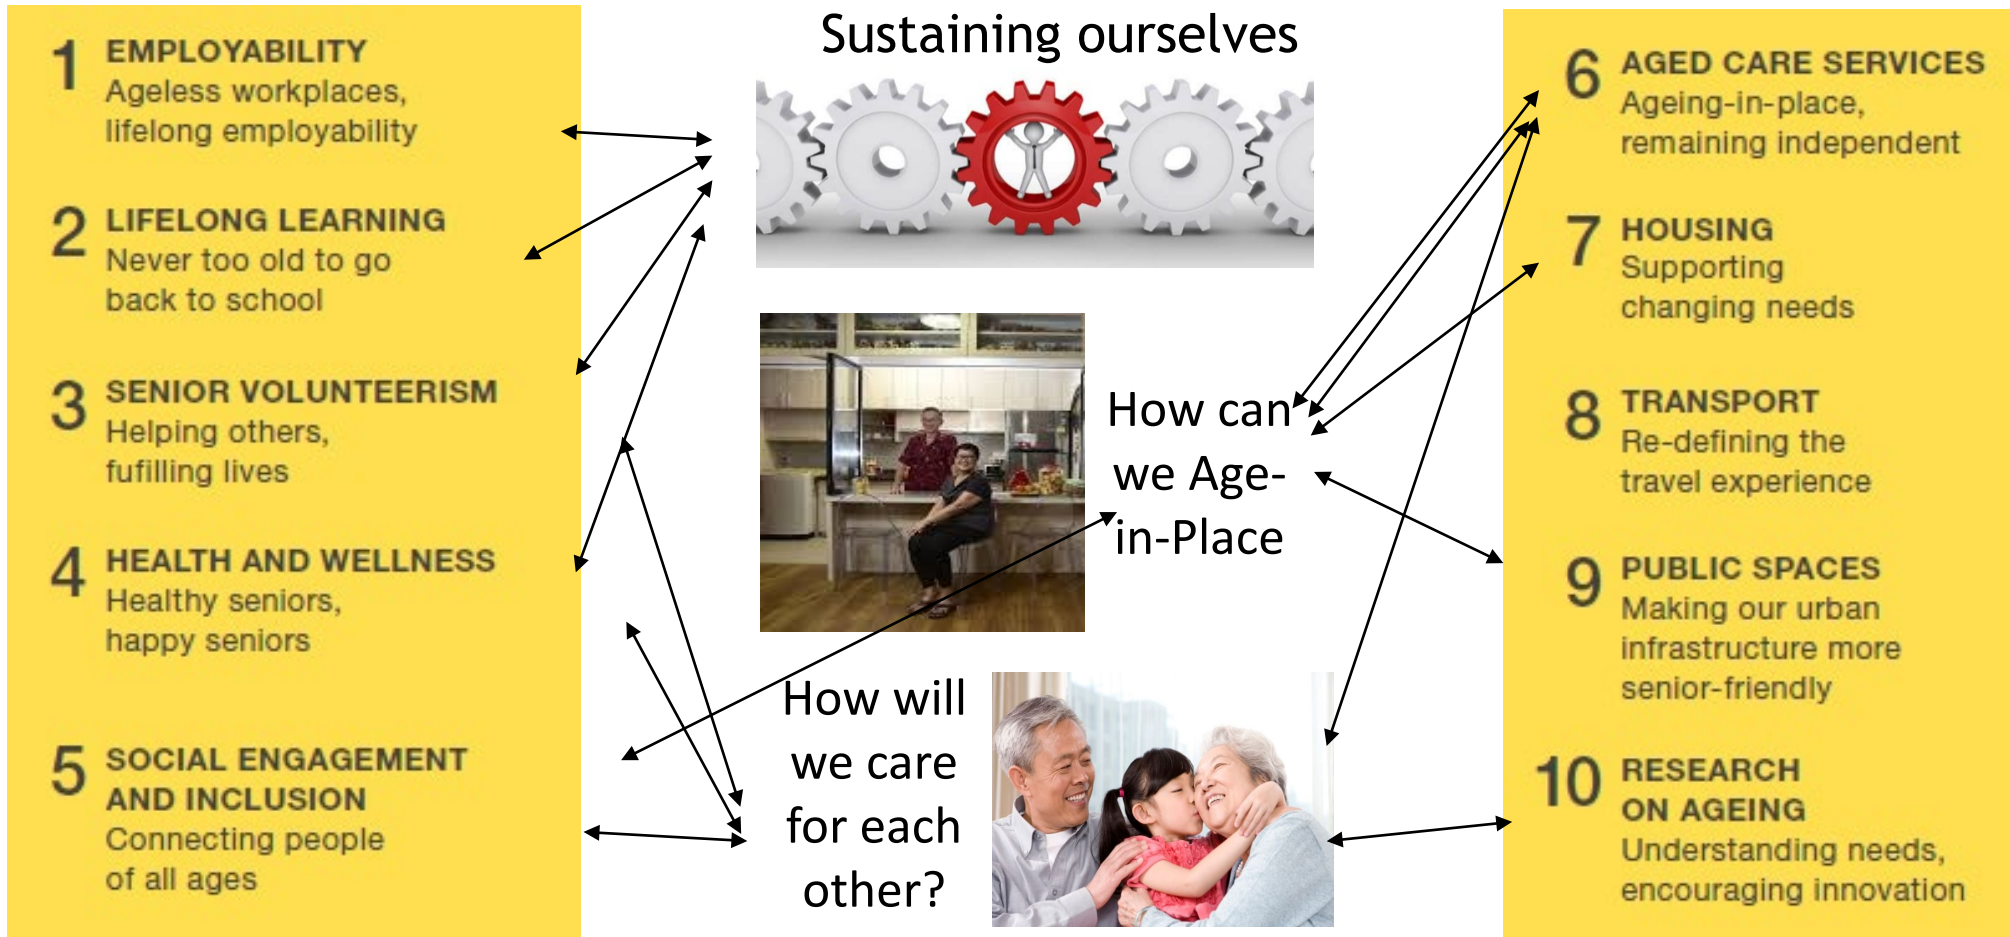 1 EMPLOYABILITY
Ageless workplaces,
lifelong employability
2 LIFELONG LEARNING
Never too old to go
back to school
3 SENIOR VOLUNTEERISM
Helping others,
fufilling lives
4 HEALTH AND WELLNESS
Healthy seniors,
happy seniors
5 SOCIAL ENGAGEMENT
AND INCLUSION
Connecting people
of all ages
Sustaining ourselves
How can
we Age-
in-Place
How will
we care
for each
other?
6 AGED CARE SERVICES
Ageing-in-place,
remaining independent
7 HOUSING
Supporting
changing needs
8 TRANSPORT
Re-defining the
travel experience
9 PUBLIC SPACES
Making our urban
infrastructure more
senior-friendly
10 RESEARCH
ON AGEING
Understanding needs,
encouraging innovation